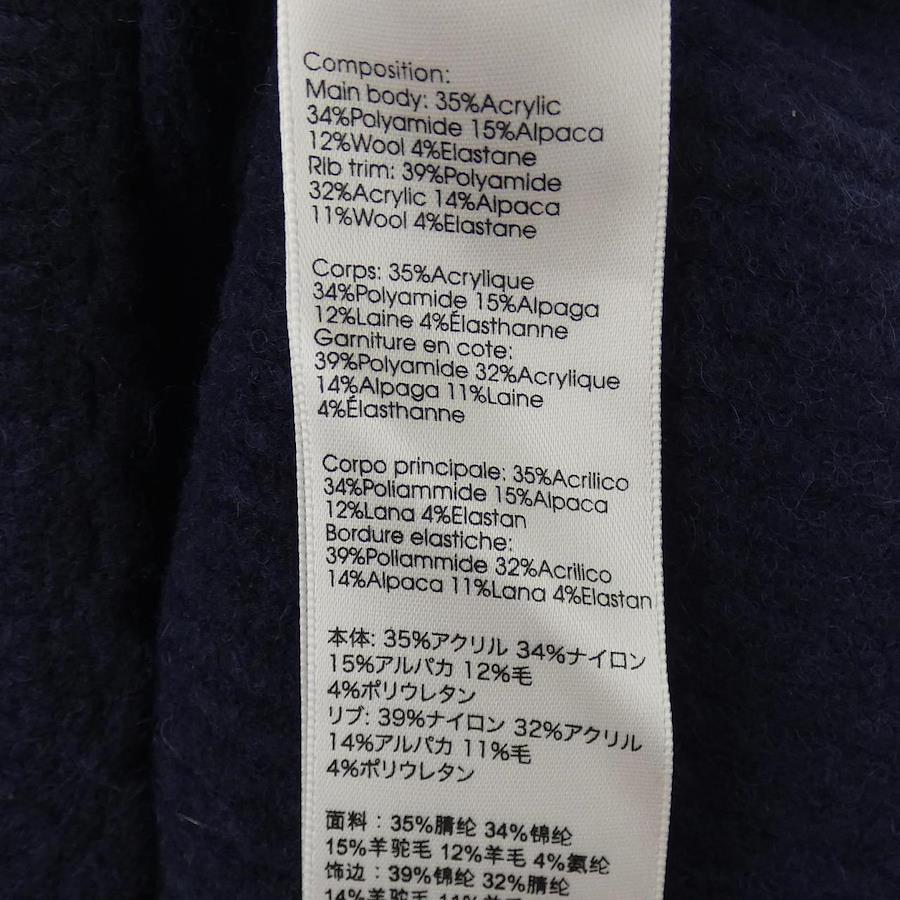 Composition:
Main body: 35%Acrylic
34%Polyamide 15%Alpaca
12%Wool 4%Elastane
Rib trim: 39%Polyamide
32%Acrylic 14%Alpaca
11%Wool 4%Elastane
Corps: 35%Acrylique
34%Polyamide 15%Alpaga
12%Laine 4%Élasthanne
Garniture en cote:
39%Polyamide 32%Acrylique
14%Alpaga 11%Laine
4%Élasthanne
Corpo principale: 35%Acrilico
34%Poliammide 15%Alpaca
12%Lana 4%Elastan
Bordure elastiche:
39%Poliammide 32%Acrilico
14%Alpaca 11%Lana 4%Elastan
本体: 35%アクリル 34%ナイロン
15%アルパカ 12%毛
4%ポリウレタン
リブ: 39%ナイロン 32%アクリル
14%アルパカ 11%毛
4%ポリウレタン
面料：35%腈纶 34%锦纶
15%羊驼毛 12%羊毛 4%氨纶
饰边：39%锦纶 32%腈纶
14%羊驼毛 11%羊毛